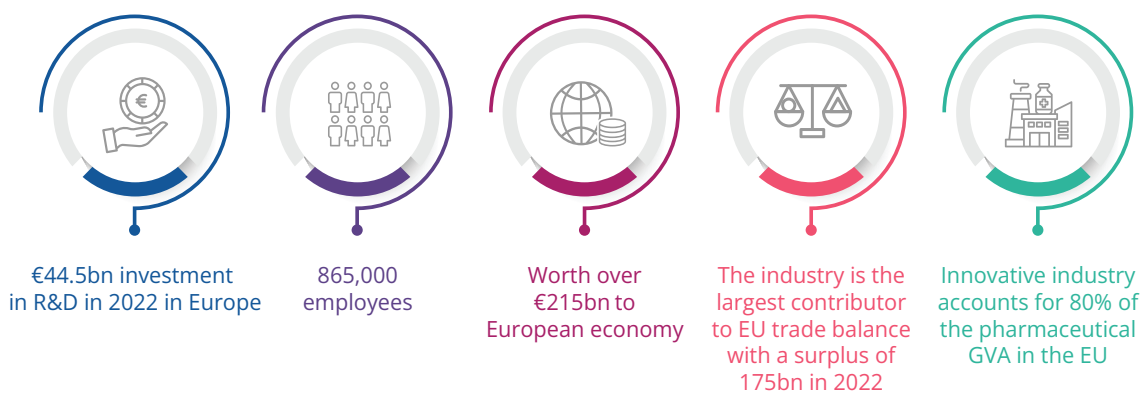 €44.5bn investment
in R&D in 2022 in Europe
865,000
employees
Worth over
€215bn to
European economy
The industry is the
largest contributor
to EU trade balance
with a surplus of
175bn in 2022
Innovative industry
accounts for 80% of
the pharmaceutical
GVA in the EU